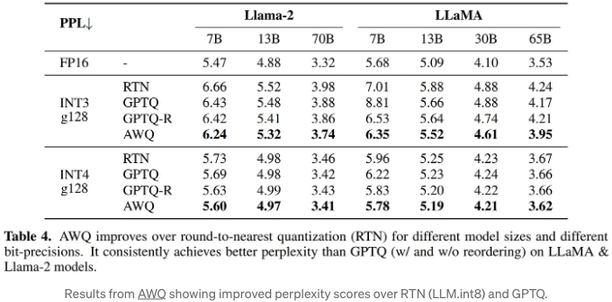 PPL↓ Llama-2 LLaMA
7B 13B 70B 7B 13B 30B 65B
FP16 - 5.47 4.88 3.32 5.68 5.09 4.10 3.53
INT3 g128
RTN 6.66 5.52 3.98 7.01 5.88 4.88 4.24
GPTQ 6.43 5.48 3.88 8.81 5.66 4.88 4.17
GPTQ-R 6.42 5.41 3.86 6.53 5.64 4.74 4.21
AWQ 6.24 5.32 3.74 6.35 5.52 4.61 3.95
INT4 g128
RTN 5.73 4.98 3.46 5.96 5.25 4.23 3.67
GPTQ 5.69 4.98 3.42 6.22 5.23 4.24 3.66
GPTQ-R 5.63 4.99 3.43 5.83 5.20 4.22 3.66
AWQ 5.60 4.97 3.41 5.78 5.19 4.21 3.62
Table 4. AWQ improves over round-to-nearest quantization (RTN) for different model sizes and different
bit-precisions. It consistently achieves better perplexity than GPTQ (w/ and w/o reordering) on LLaMA &
Llama-2 models.
Results from AWQ showing improved perplexity scores over RTN (LLM.int8) and GPTQ.